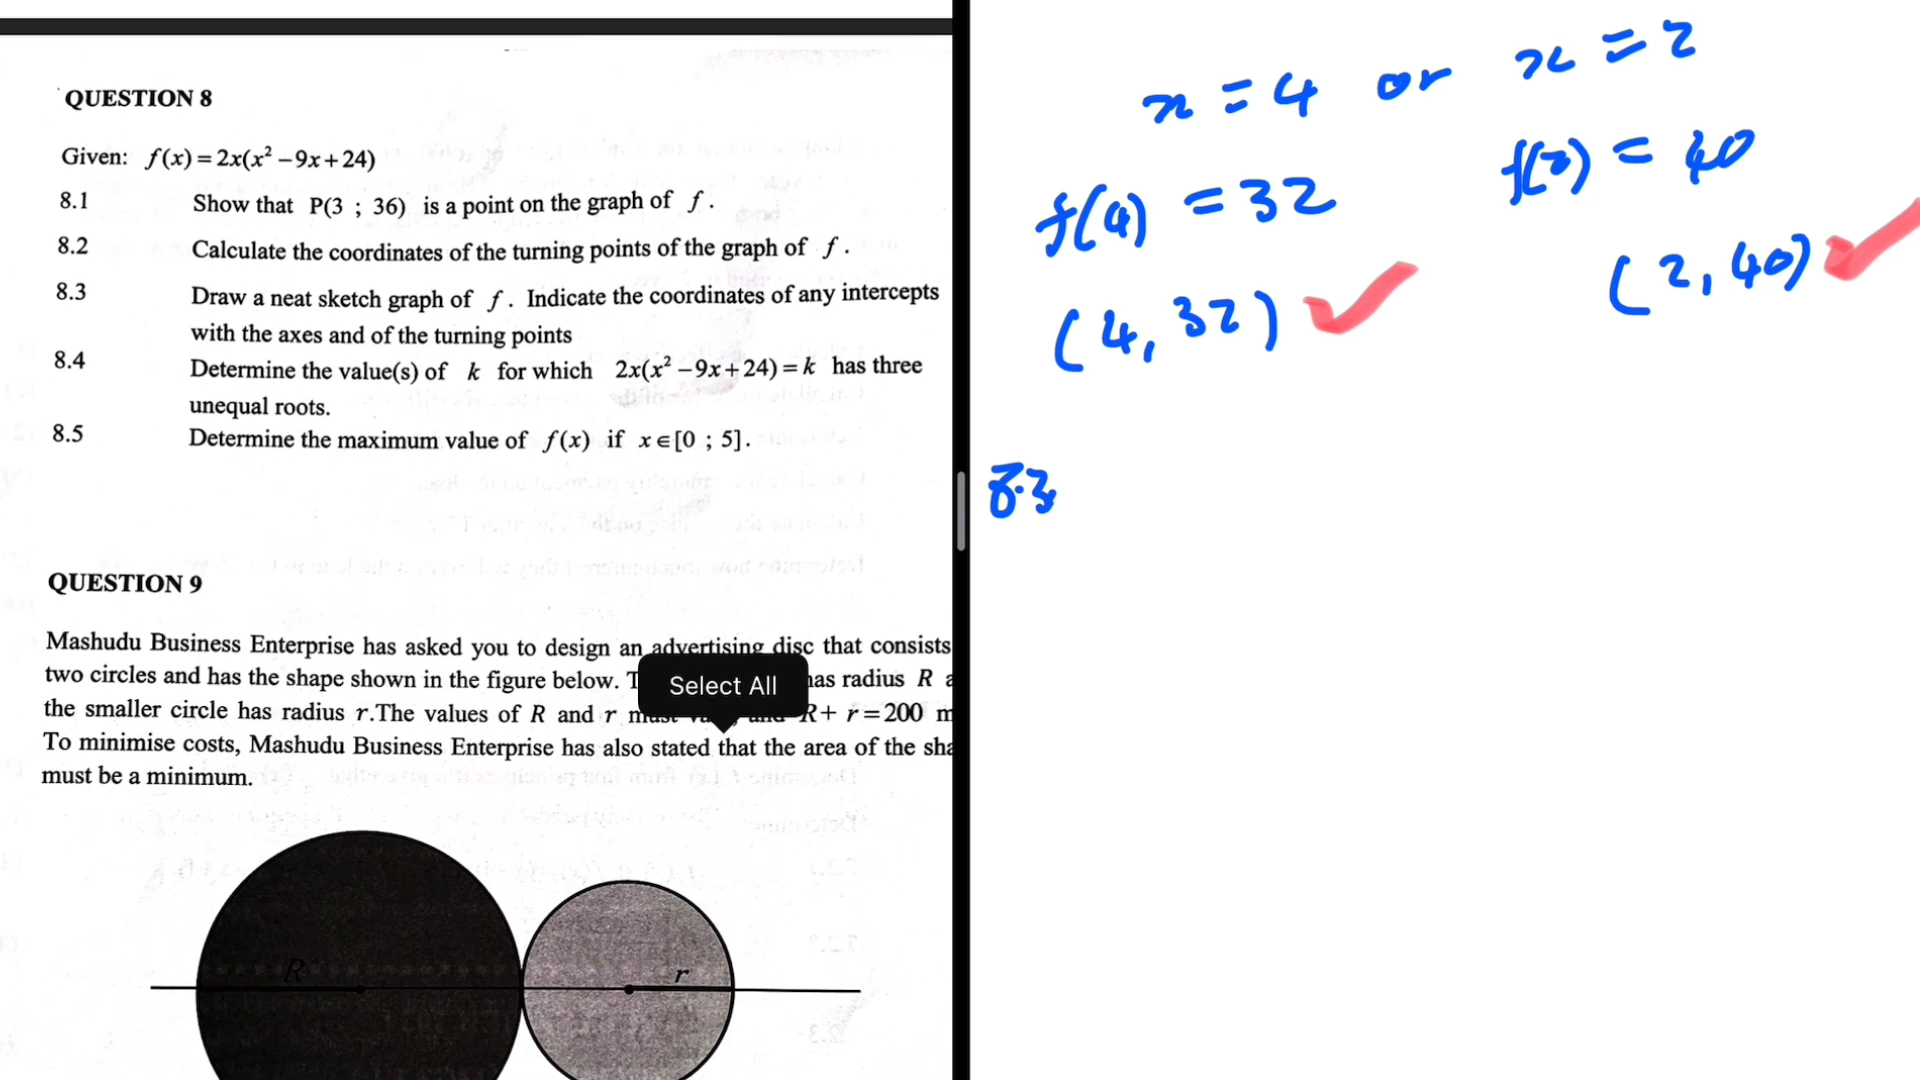 QUESTION 8
Given: f(x) = 2x(x² − 9x + 24)
8.1 Show that P(3 ; 36) is a point on the graph of f .
8.2 Calculate the coordinates of the turning points of the graph of f .
8.3 Draw a neat sketch graph of f . Indicate the coordinates of any intercepts
with the axes and of the turning points
8.4 Determine the value(s) of k for which 2x(x² − 9x + 24) = k has three
unequal roots.
8.5 Determine the maximum value of f(x) if x ∈ [0 ; 5].
QUESTION 9
Mashudu Business Enterprise has asked you to design an advertising disc that consists
two circles and has the shape shown in the figure below. has radius R
the smaller circle has radius r.The values of R and r must and R + r = 200
To minimise costs, Mashudu Business Enterprise has also stated that the area of the sha
must be a minimum.
Select All
R
r
x = 4 or x = 2
f(4) = 32
f(2) = 40
(4, 32)
(2, 40)
8.3